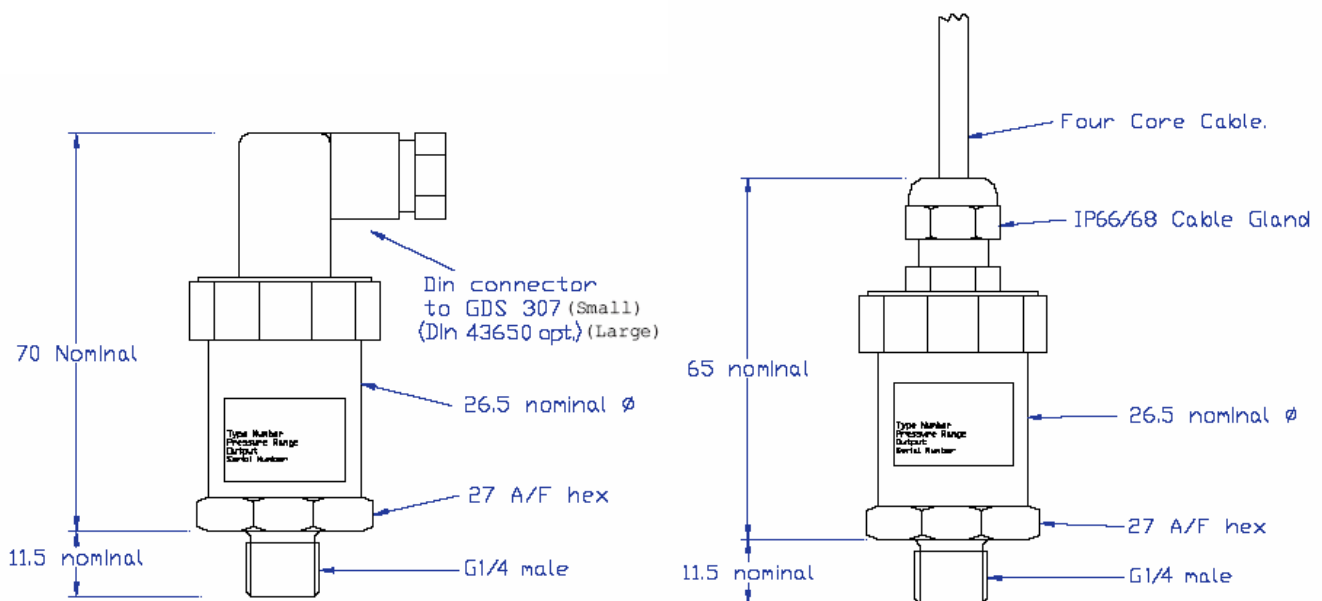 70 Nominal
11.5 nominal
Din connector
to GDS 307 (Small)
(Din 43650 opt.) (Large)
26.5 nominal Ø
Type Number
Pressure Range
Output
Serial Number
27 A/F hex
G1/4 male
Four Core Cable.
IP66/68 Cable Gland
65 nominal
26.5 nominal Ø
Type Number
Pressure Range
Output
Serial Number
27 A/F hex
11.5 nominal
G1/4 male